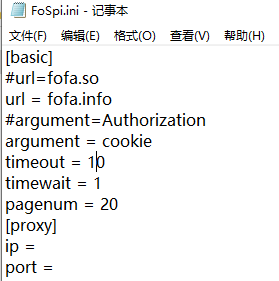 FoSpi.ini - 记事本
文件(F) 编辑(E) 格式(O) 查看(V) 帮助(H)
[basic]
#url=fofa.so
url = fofa.info
#argument=Authorization
argument = cookie
timeout = 10
timewait = 1
pagenum = 20
[proxy]
ip =
port =